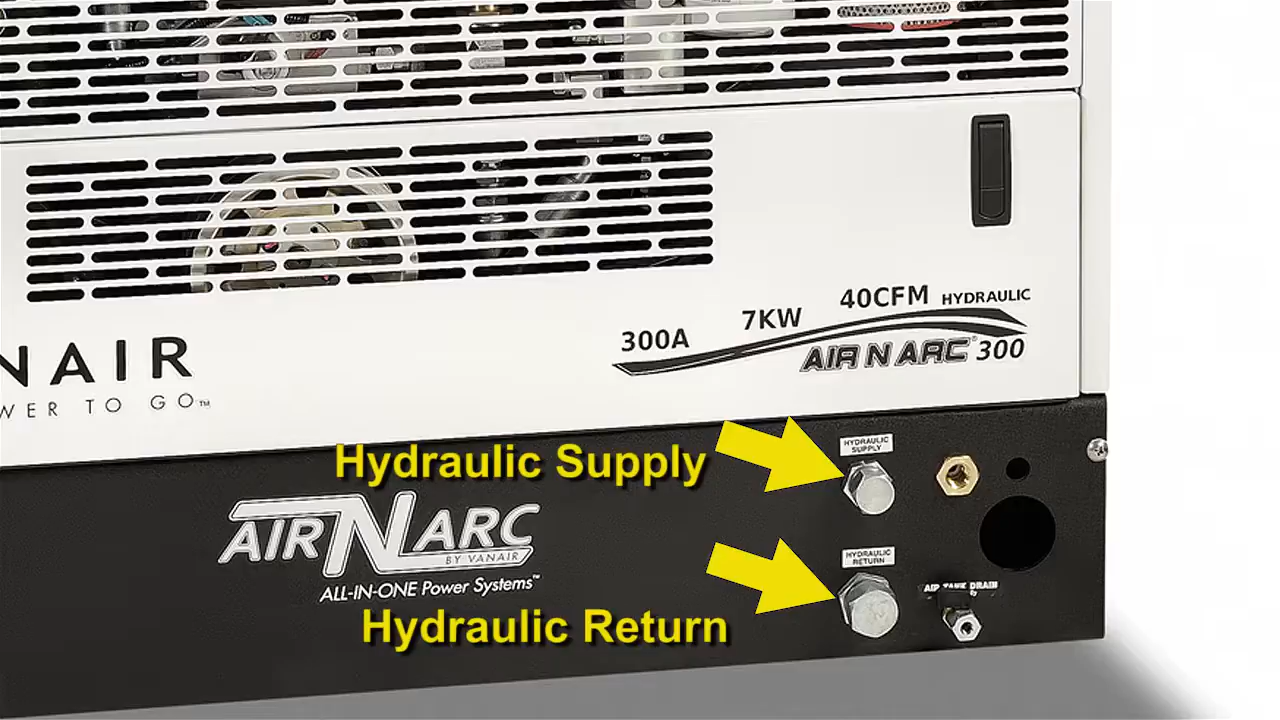 300A
7KW
40CFM
HYDRAULIC
AIR N ARC® 300
NAIR
WER TO GO™
Hydraulic Supply
HYDRAULIC
SUPPLY
AIR N ARC
BY VANAIR
ALL-IN-ONE Power Systems™
Hydraulic Return
HYDRAULIC
RETURN
AIR TANK DRAIN